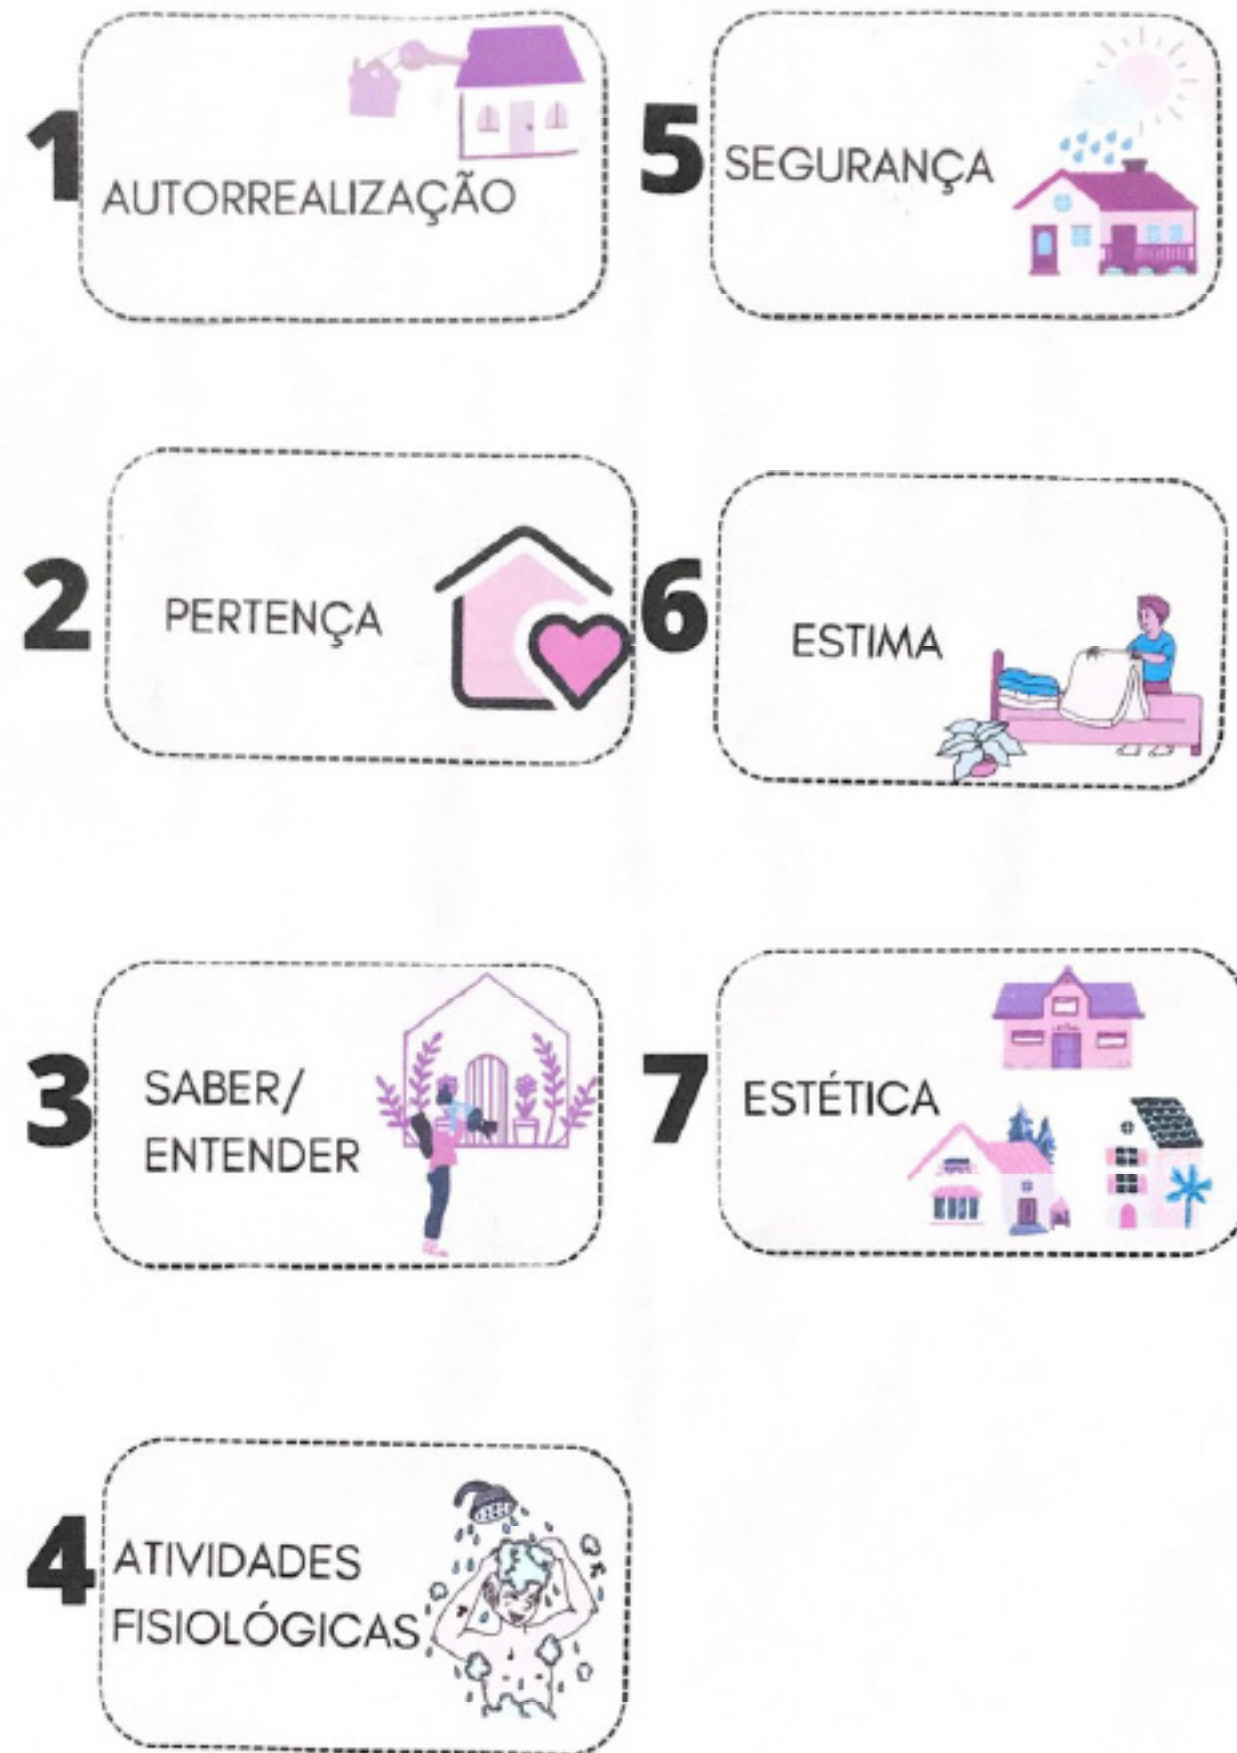 1
AUTORREALIZAÇÃO
2
PERTENÇA
3
SABER/
ENTENDER
4
ATIVIDADES
FISIOLÓGICAS
5
SEGURANÇA
6
ESTIMA
7
ESTÉTICA